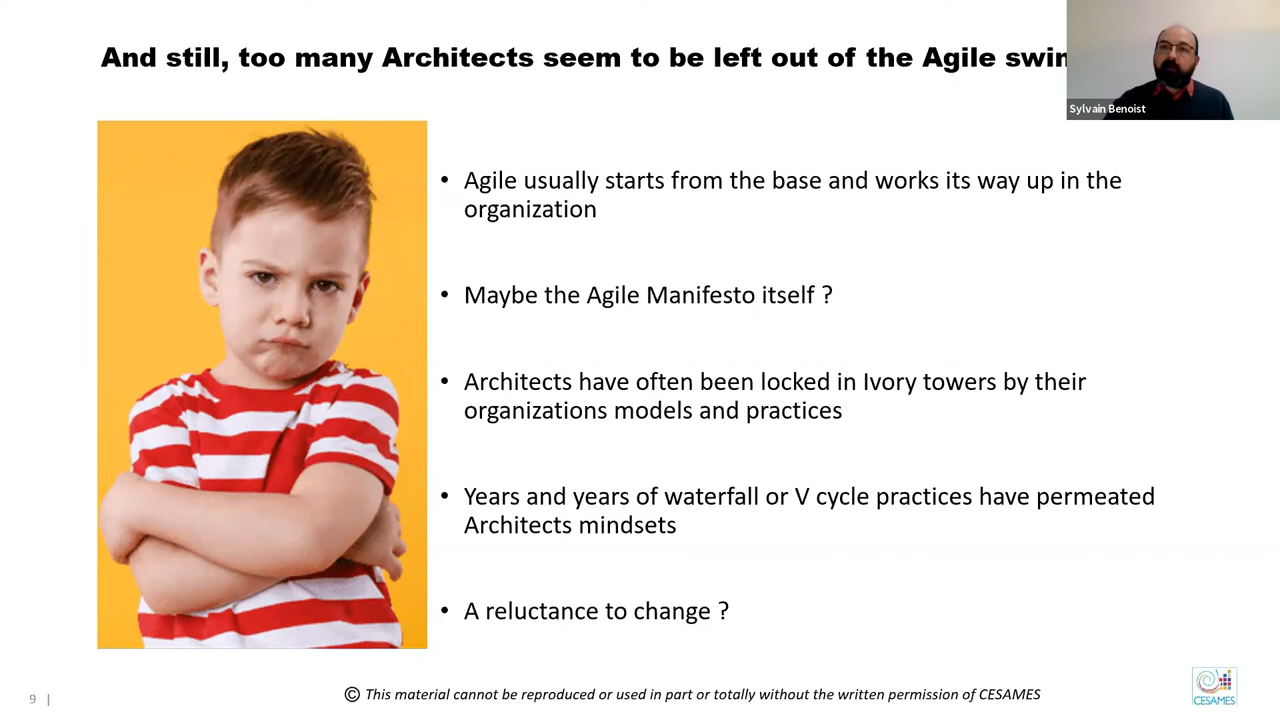 And still, too many Architects seem to be left out of the Agile
Sylvain Benoist
• Agile usually starts from the base and works its way up in the
organization
• Maybe the Agile Manifesto itself ?
• Architects have often been locked in Ivory towers by their
organizations models and practices
• Years and years of waterfall or V cycle practices have permeated
Architects mindsets
• A reluctance to change ?
9 |
© This material cannot be reproduced or used in part or totally without the written permission of CESAMES
CESAMES